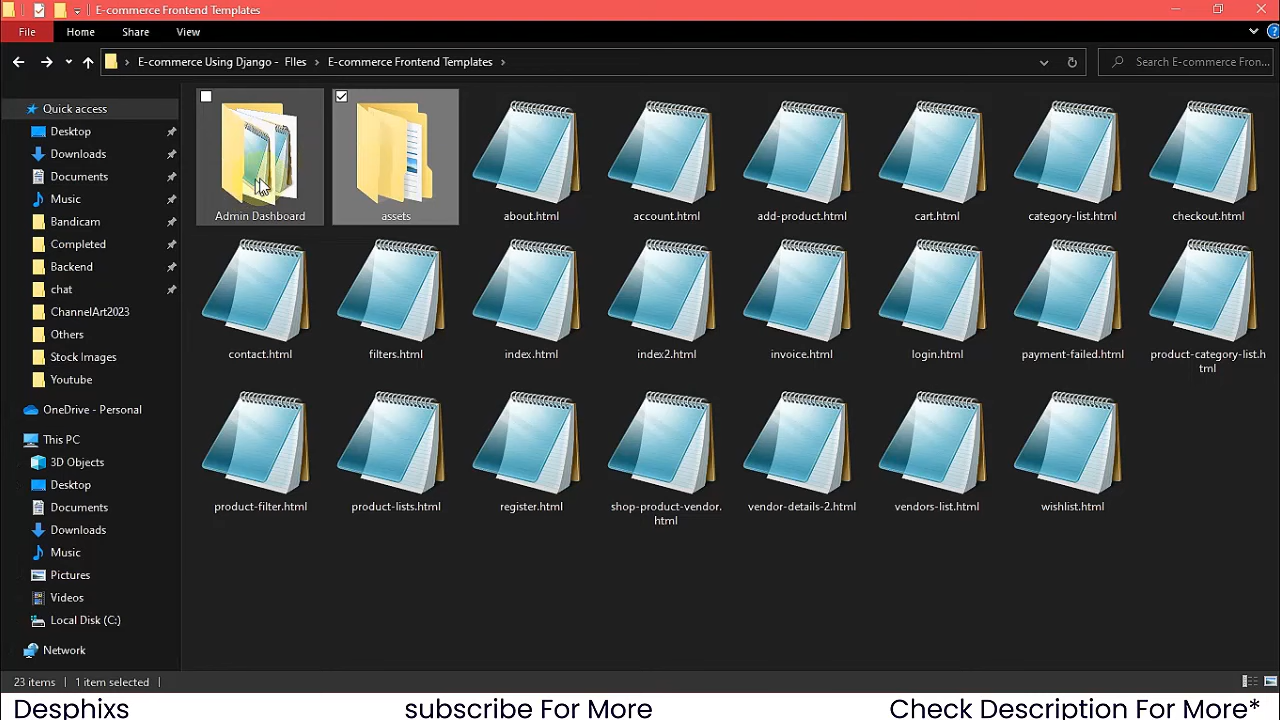 E-commerce Frontend Templates
File
Home
Share
View
E-commerce Using Django - FIles
E-commerce Frontend Templates
Search E-commerce Fron...
Quick access
Desktop
Downloads
Documents
Music
Bandicam
Completed
Backend
chat
ChannelArt2023
Others
Stock Images
Youtube
OneDrive - Personal
This PC
3D Objects
Desktop
Documents
Downloads
Music
Pictures
Videos
Local Disk (C:)
Network
Admin Dashboard
assets
about.html
account.html
add-product.html
cart.html
category-list.html
checkout.html
contact.html
filters.html
index.html
index2.html
invoice.html
login.html
payment-failed.html
product-category-list.h
tml
product-filter.html
product-lists.html
register.html
shop-product-vendor.
html
vendor-details-2.html
vendors-list.html
wishlist.html
23 items
1 item selected
Desphixs
subscribe For More
Check Description For More*